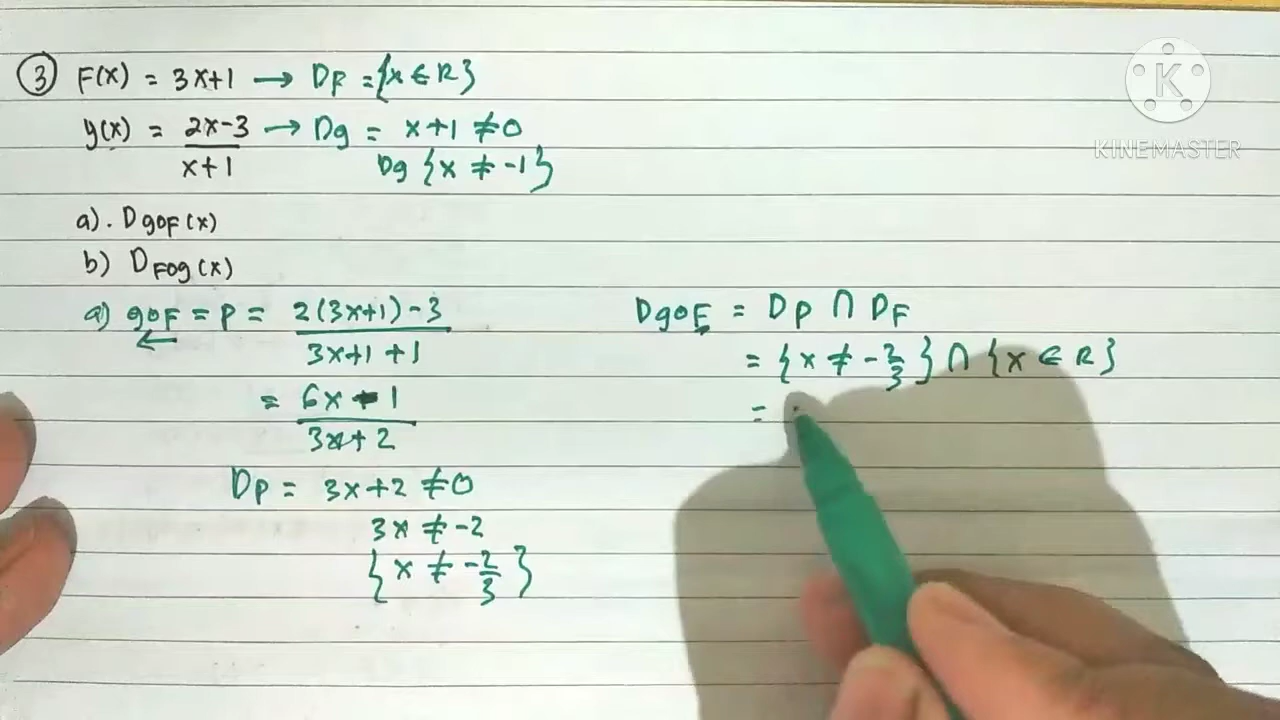 ③ F(x) = 3x+1 → DF = {x ∈ R}
y(x) = 2x-3 / x+1 → Dg = x+1 ≠ 0
Dg {x ≠ -1}
a). DgoF(x)
b) DFog(x)
a) goF = P = 2(3x+1)-3 / 3x+1+1
= 6x-1 / 3x+2
Dp = 3x+2 ≠ 0
3x ≠ -2
{x ≠ -2/3}
DgoF = DP ∩ DF
= {x ≠ -2/3} ∩ {x ∈ R}
=
K
KINEMASTER